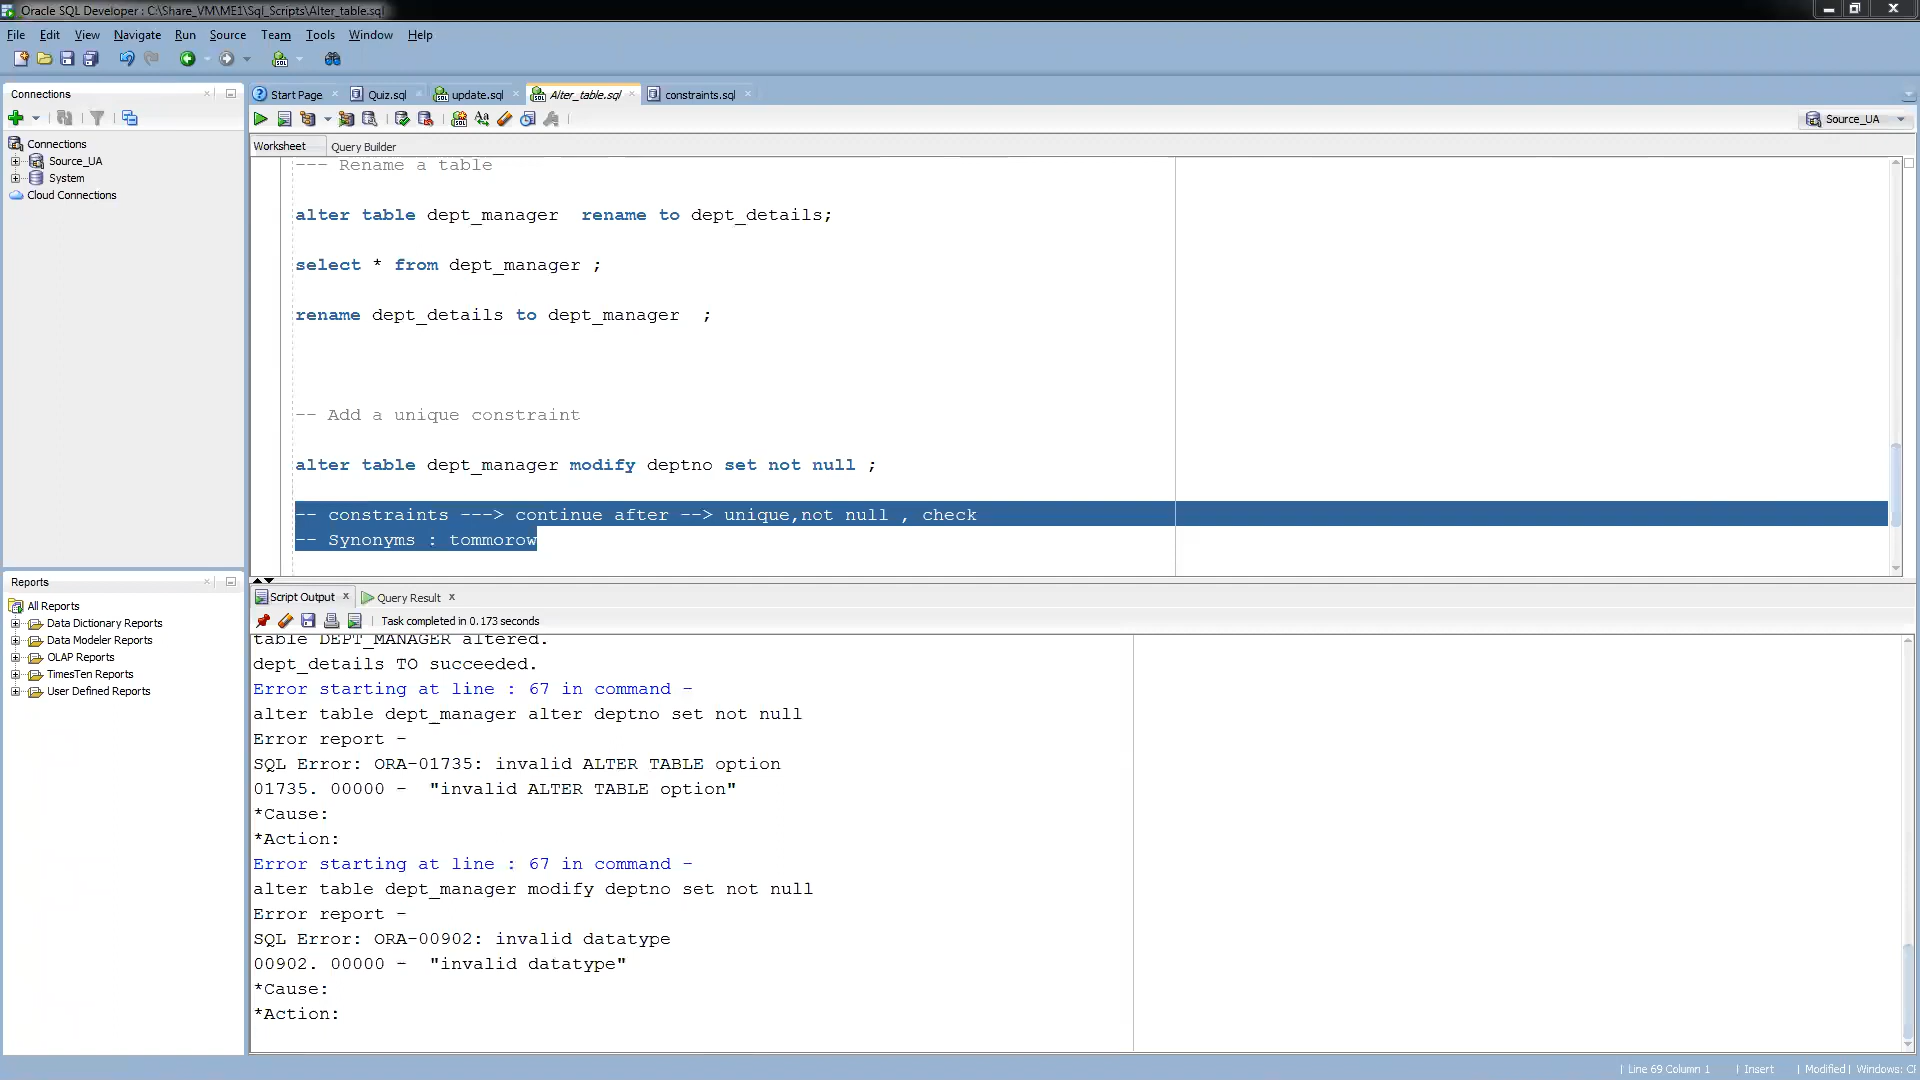 Oracle SQL Developer : C:\Share_VM\ME1\Sql_Scripts\Alter_table.sql
File Edit View Navigate Run Source Team Tools Window Help
Connections
Start Page Quiz.sql update.sql Alter_table.sql constraints.sql
Source_UA
Connections
Source_UA
System
Cloud Connections
Worksheet Query Builder
--- Rename a table
alter table dept_manager  rename to dept_details;
select * from dept_manager ;
rename dept_details to dept_manager  ;
-- Add a unique constraint
alter table dept_manager modify deptno set not null ;
-- constraints ---> continue after --> unique,not null , check
-- Synonyms : tommorow
Reports
All Reports
Data Dictionary Reports
Data Modeler Reports
OLAP Reports
TimesTen Reports
User Defined Reports
Script Output Query Result
Task completed in 0.173 seconds
table DEPT_MANAGER altered.
dept_details TO succeeded.
Error starting at line : 67 in command -
alter table dept_manager alter deptno set not null
Error report -
SQL Error: ORA-01735: invalid ALTER TABLE option
01735. 00000 -  "invalid ALTER TABLE option"
*Cause:
*Action:
Error starting at line : 67 in command -
alter table dept_manager modify deptno set not null
Error report -
SQL Error: ORA-00902: invalid datatype
00902. 00000 -  "invalid datatype"
*Cause:
*Action:
Line 69 Column 1 Insert Modified Windows: CF